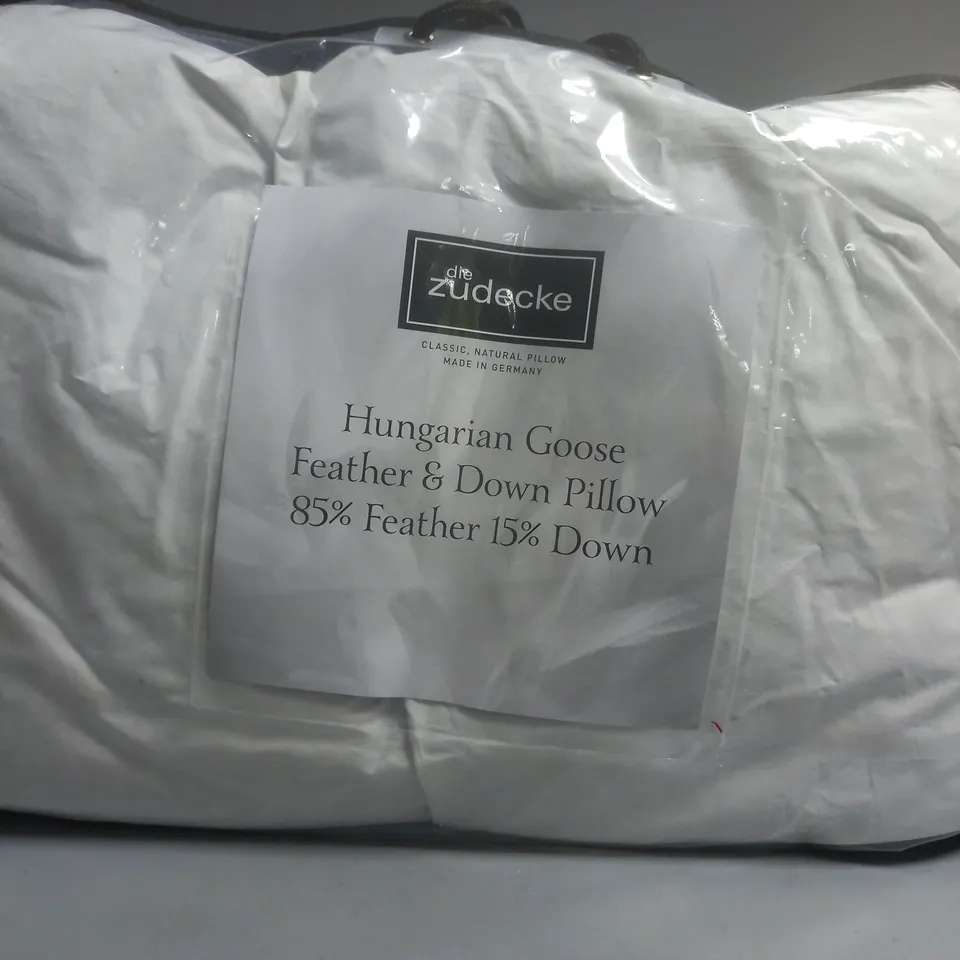 die
zudecke
CLASSIC, NATURAL PILLOW
MADE IN GERMANY
Hungarian Goose
Feather & Down Pillow
85% Feather 15% Down